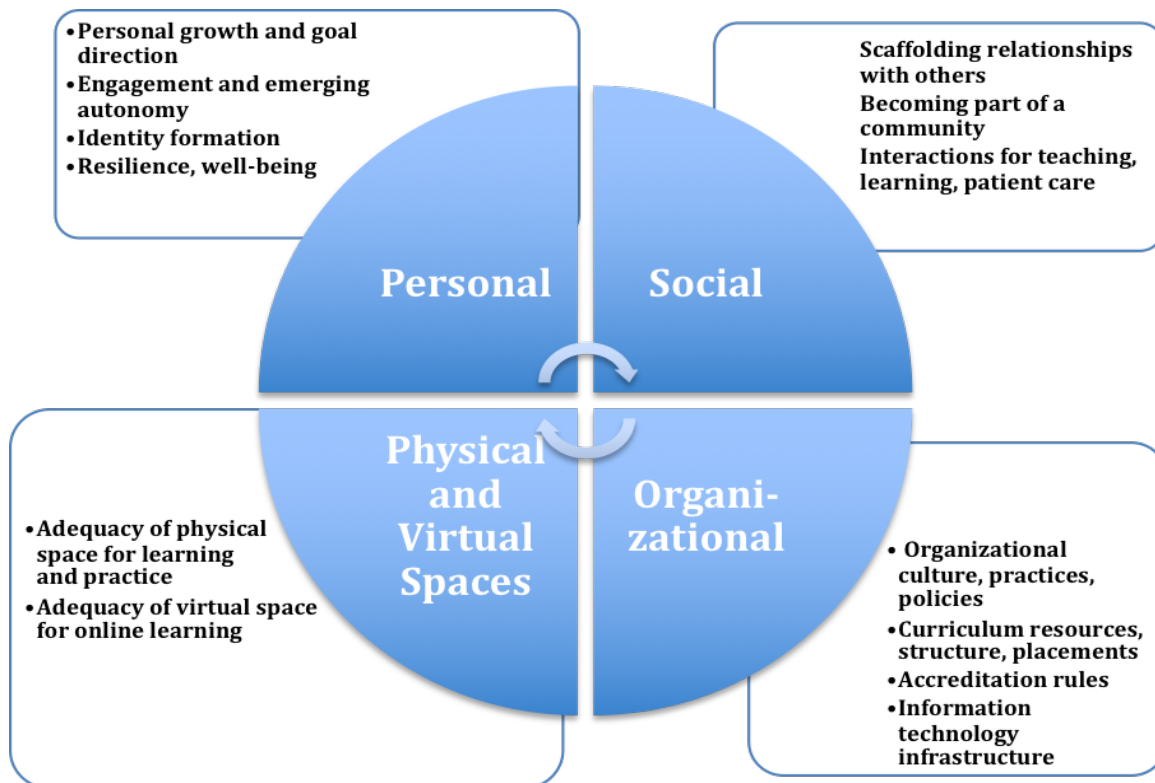 •Personal growth and goal
direction
•Engagement and emerging
autonomy
•Identity formation
•Resilience, well-being
Scaffolding relationships
with others
Becoming part of a
community
Interactions for teaching,
learning, patient care
Personal
Social
Physical
and
Virtual
Spaces
Organi-
zational
•Adequacy of physical
space for learning
and practice
•Adequacy of virtual space
for online learning
• Organizational
culture, practices,
policies
•Curriculum resources,
structure, placements
•Accreditation rules
•Information
technology
infrastructure